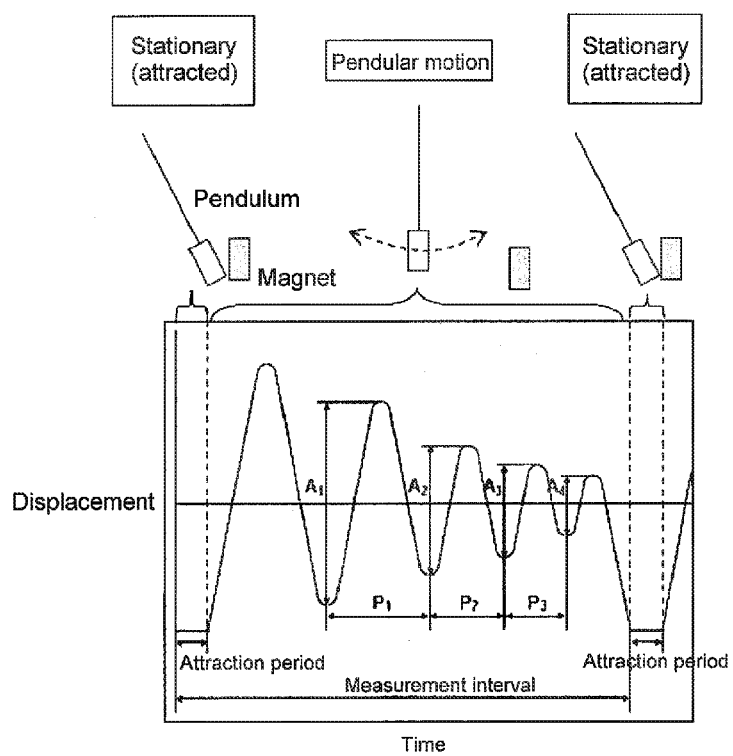 Stationary
(attracted)
Pendular motion
Stationary
(attracted)
Pendulum
Magnet
Displacement
A1
A2
A3
A4
P1
P2
P3
Attraction period
Attraction period
Measurement interval
Time